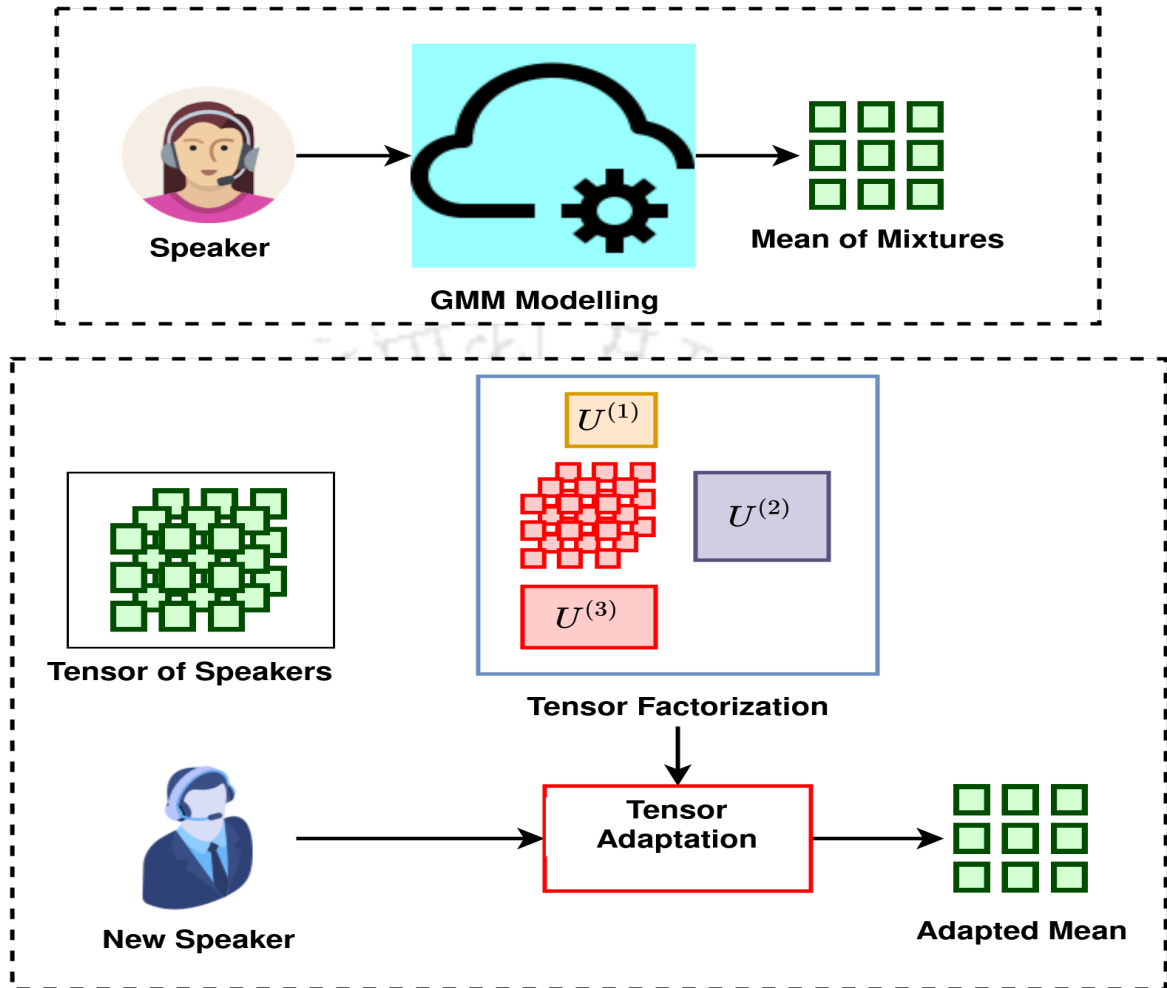 Speaker
GMM Modelling
Mean of Mixtures
U^{(1)}
U^{(2)}
U^{(3)}
Tensor of Speakers
Tensor Factorization
Tensor
Adaptation
New Speaker
Adapted Mean